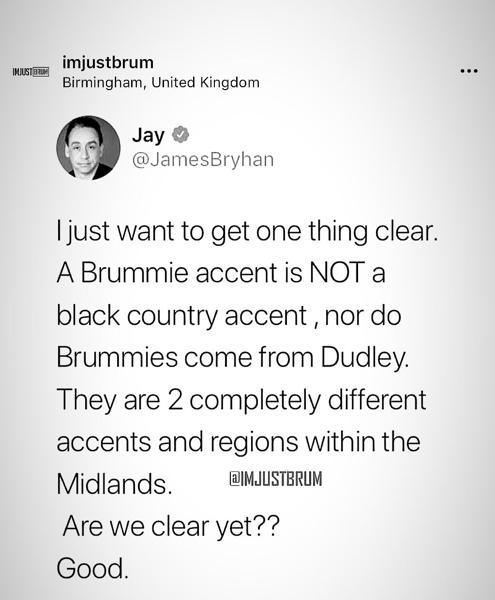 imjustbrum
IMJUSTBRUM
Birmingham, United Kingdom
Jay
@JamesBryhan
I just want to get one thing clear.
A Brummie accent is NOT a
black country accent , nor do
Brummies come from Dudley.
They are 2 completely different
accents and regions within the
Midlands.
@IMJUSTBRUM
Are we clear yet??
Good.